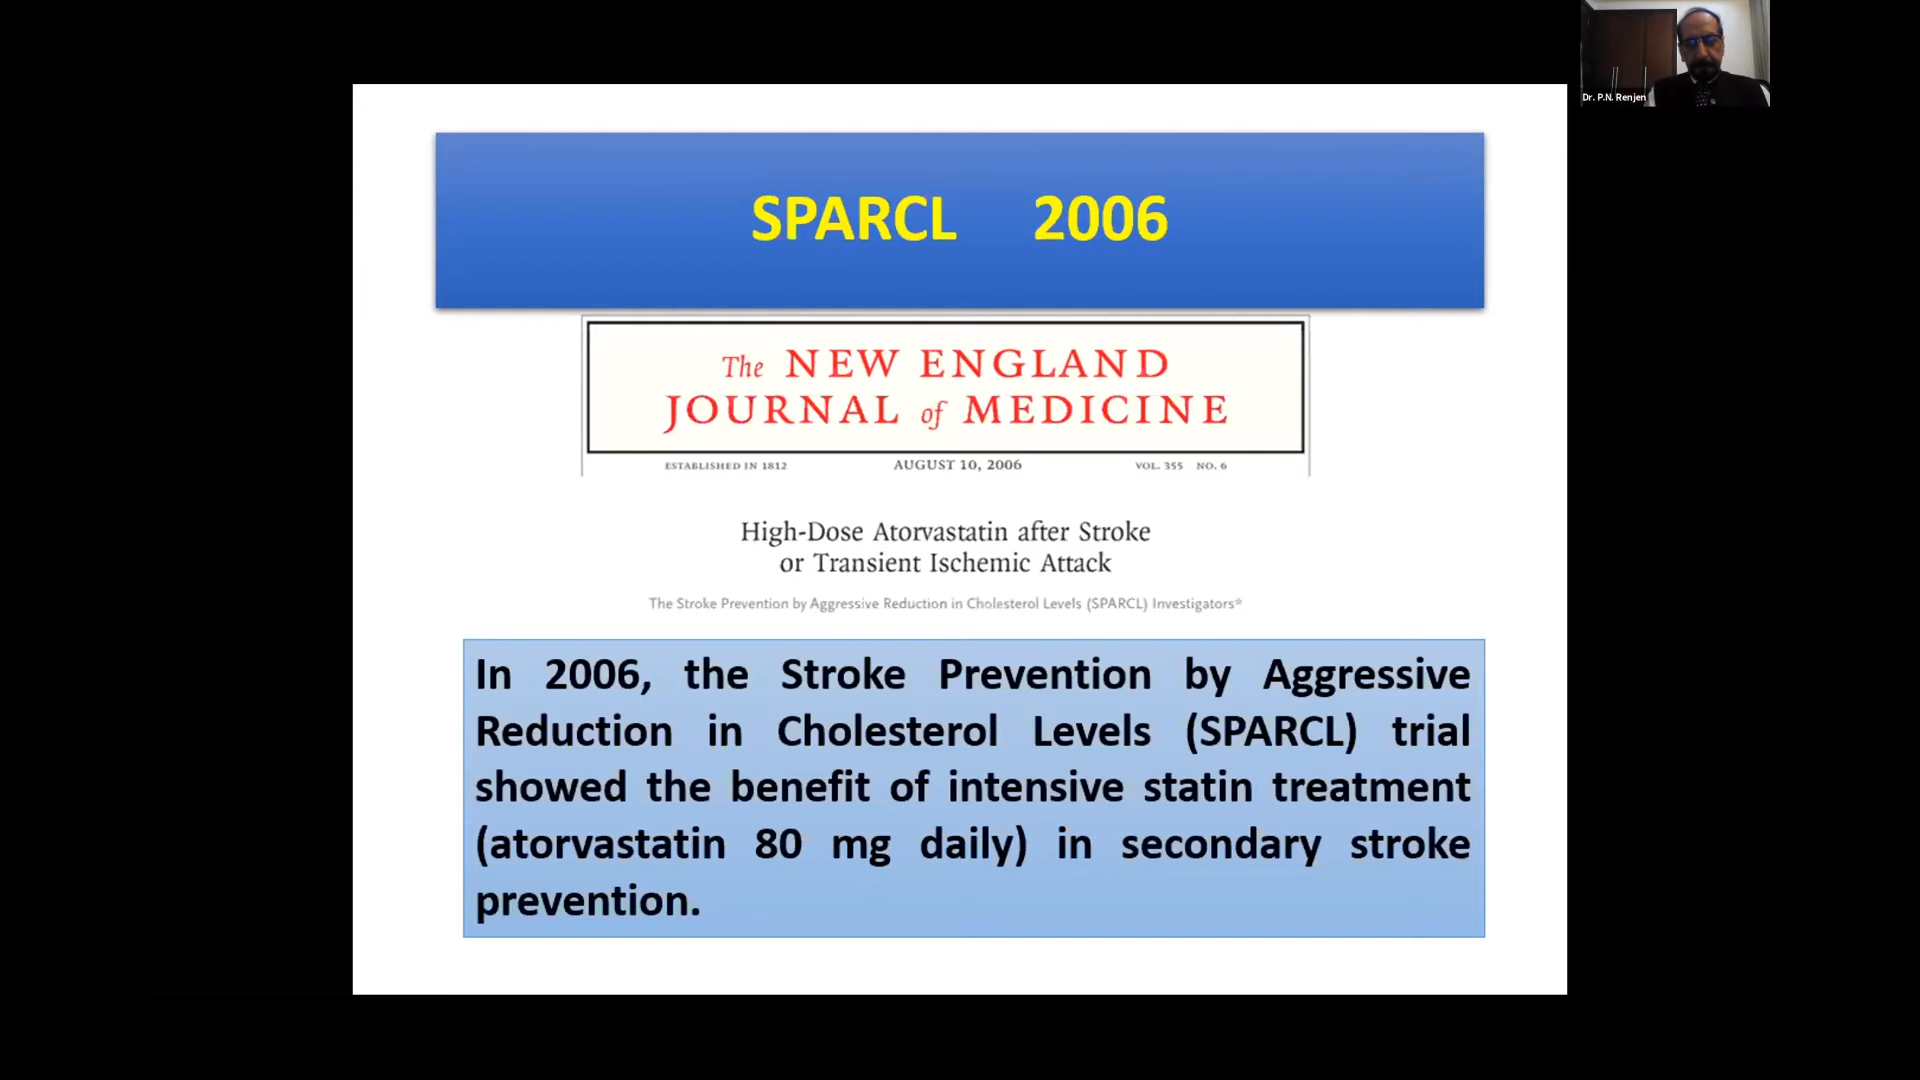 Dr. P.N. Renjen
SPARCL 2006
The NEW ENGLAND
JOURNAL of MEDICINE
ESTABLISHED IN 1812 AUGUST 10, 2006 VOL. 355 NO. 6
High-Dose Atorvastatin after Stroke
or Transient Ischemic Attack
The Stroke Prevention by Aggressive Reduction in Cholesterol Levels (SPARCL) Investigators*
In 2006, the Stroke Prevention by Aggressive
Reduction in Cholesterol Levels (SPARCL) trial
showed the benefit of intensive statin treatment
(atorvastatin 80 mg daily) in secondary stroke
prevention.